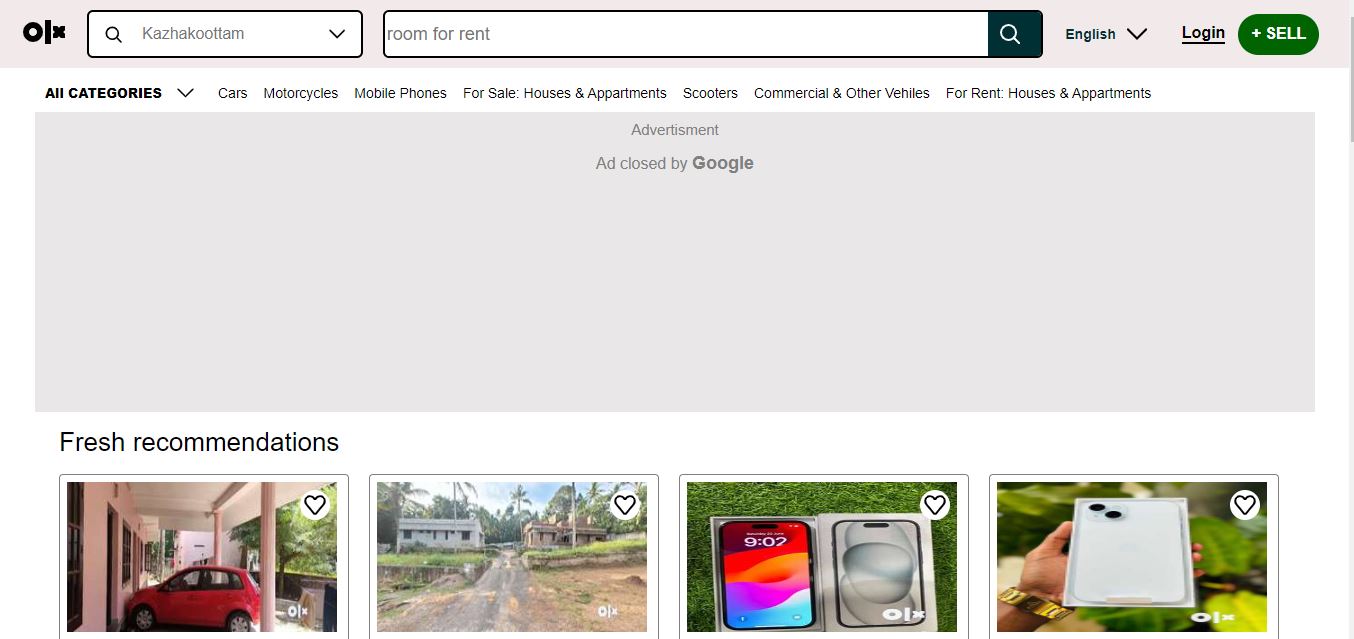 olx
Kazhakoottam
room for rent
English
Login
+ SELL
All CATEGORIES
Cars
Motorcycles
Mobile Phones
For Sale: Houses & Appartments
Scooters
Commercial & Other Vehiles
For Rent: Houses & Appartments
Advertisment
Ad closed by Google
Fresh recommendations
olx
olx
9:02
olx
olx